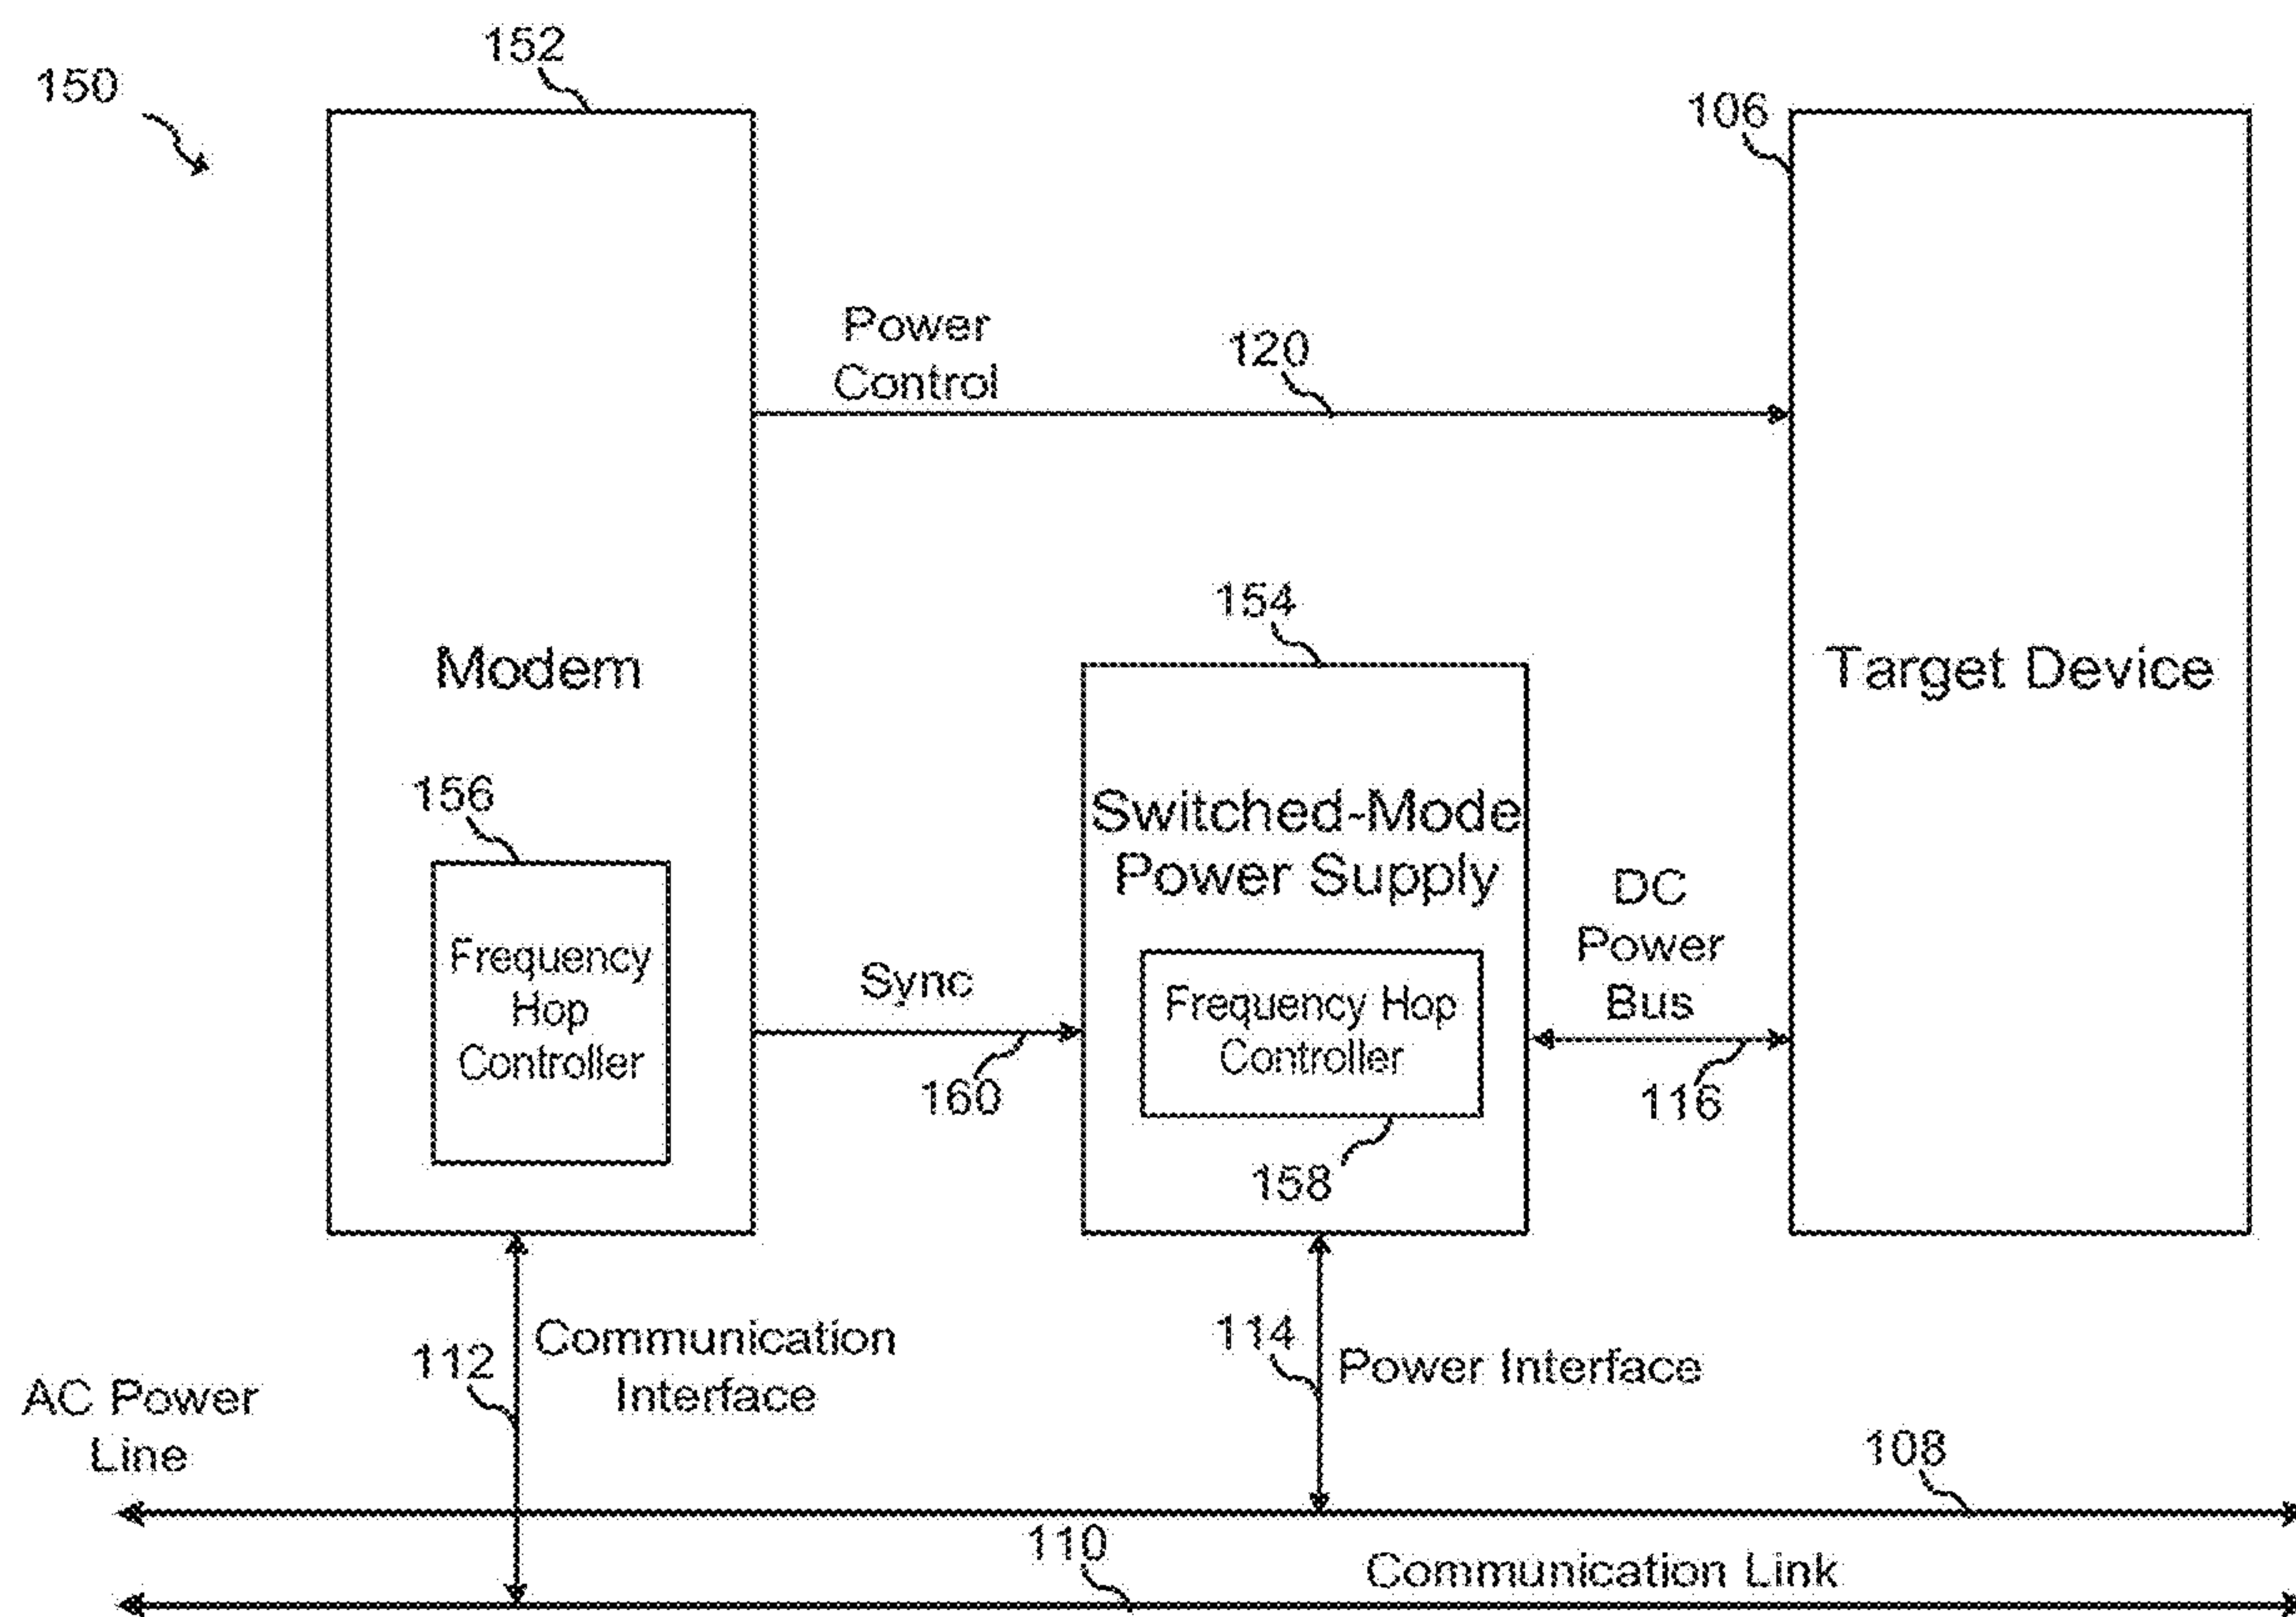 152
150
106
Power
Control
120
154
Modem
Target Device
156
Switched-Mode
Power Supply
DC
Power
Bus
Frequency
Hop
Controller
Sync
Frequency Hop
Controller
160
116
158
112
Communication
Interface
114
Power Interface
AC Power
Line
108
110
Communication Link